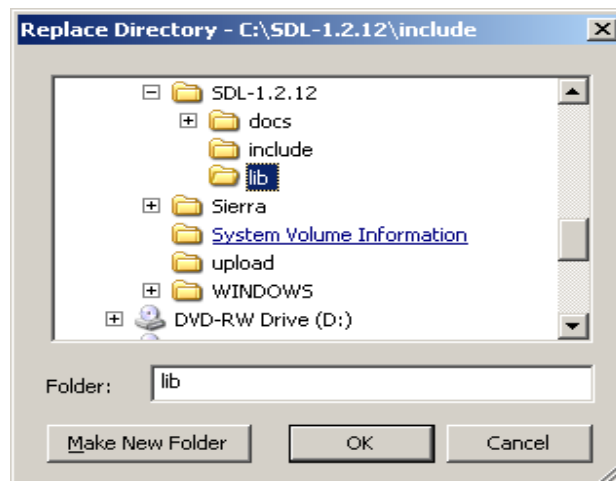 Replace Directory - C:\SDL-1.2.12\include
SDL-1.2.12
docs
include
lib
Sierra
System Volume Information
upload
WINDOWS
DVD-RW Drive (D:)
Folder: lib
Make New Folder OK Cancel